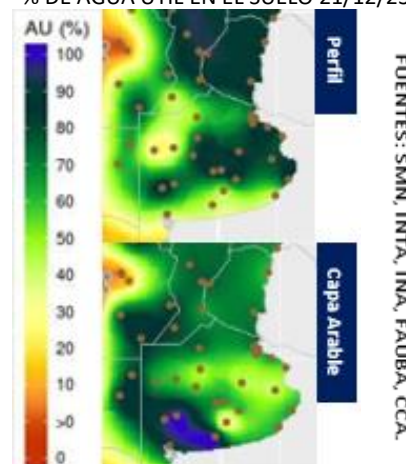 % DE AGUA ÚTIL EN EL SUELO 21/12/23
AU (%)
100
90
80
70
60
50
40
30
20
10
>0
0
Perfil
Capa Arable
FUENTES: SMN, INTA, INA, FAUBA, CCA.